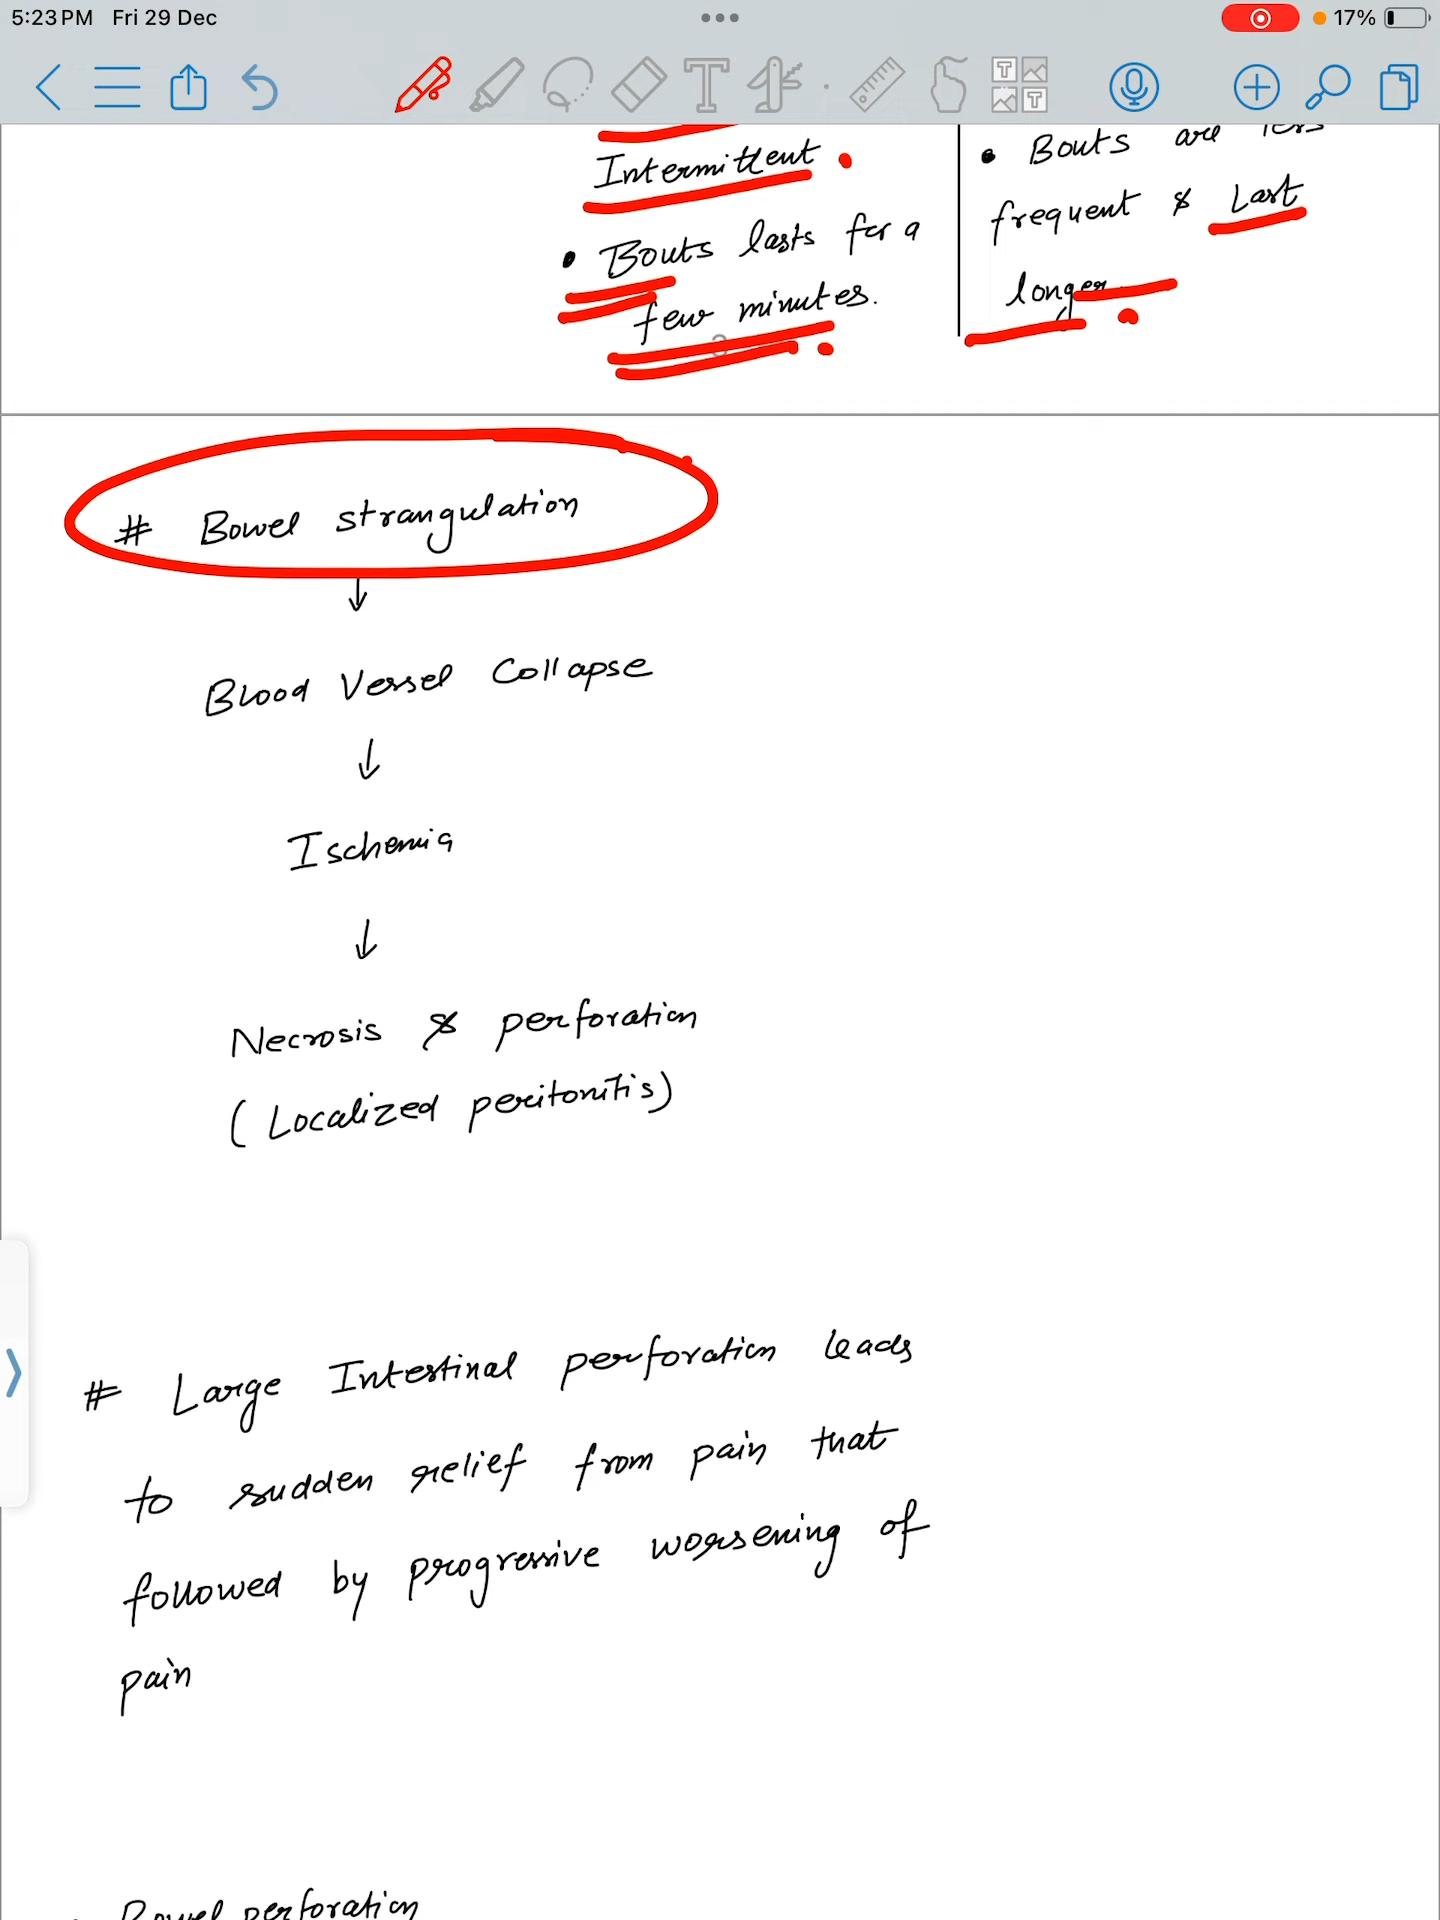 5:23 PM Fri 29 Dec
17%
Intermittent
• Bouts lasts for a
few minutes.
3
• Bouts are less
frequent & Last
longer
# Bowel strangulation
↓
Blood Vessel Collapse
↓
Ischemia
↓
Necrosis & perforation
(Localized peritonitis)
# Large Intestinal perforation leads
to sudden relief from pain that
followed by progressive worsening of
pain
• Bowel perforation